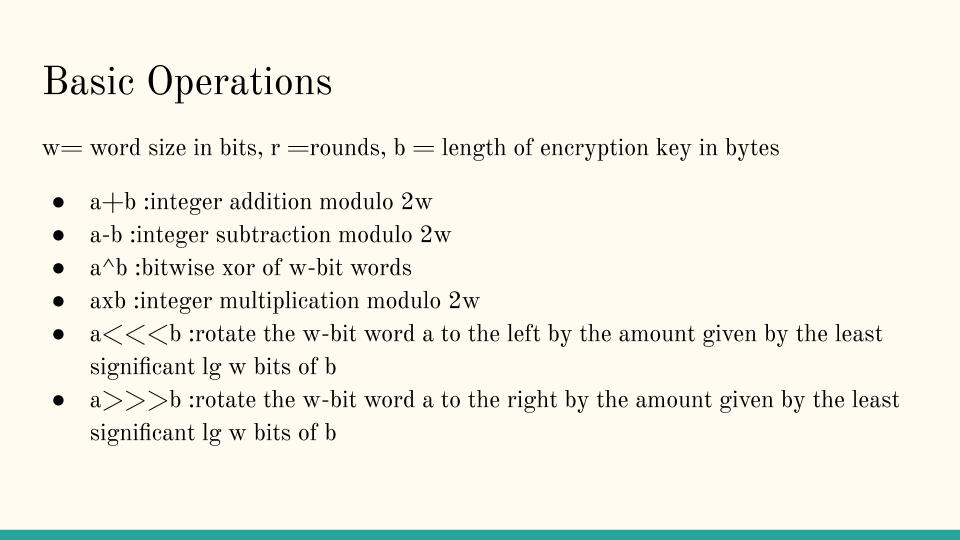 Basic Operations
w= word size in bits, r =rounds, b = length of encryption key in bytes
● a+b :integer addition modulo 2w
● a-b :integer subtraction modulo 2w
● a^b :bitwise xor of w-bit words
● axb :integer multiplication modulo 2w
● a<<<b :rotate the w-bit word a to the left by the amount given by the least
significant lg w bits of b
● a>>>b :rotate the w-bit word a to the right by the amount given by the least
significant lg w bits of b